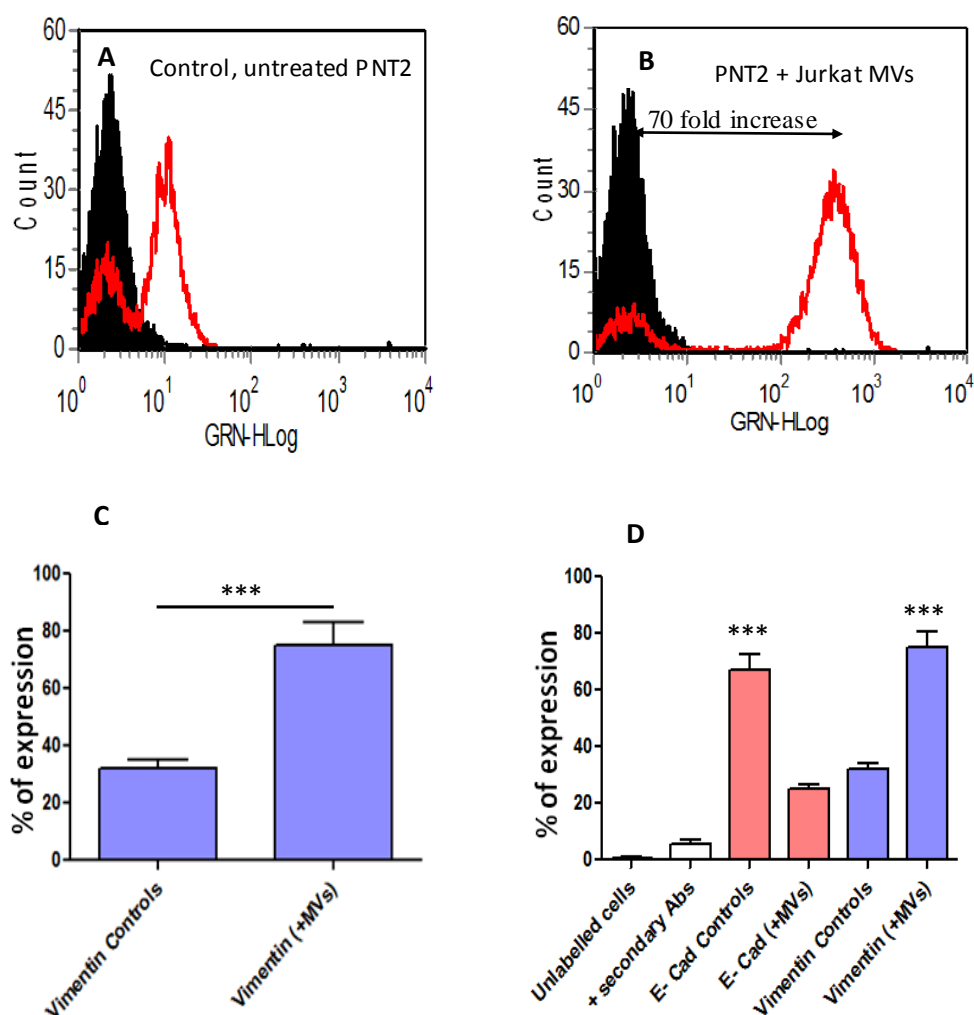 A
Control, untreated PNT2
60
45
30
15
0
Count
10^0 10^1 10^2 10^3 10^4
GRN-HLog
B
PNT2 + Jurkat MVs
70 fold increase
60
45
30
15
0
Count
10^0 10^1 10^2 10^3 10^4
GRN-HLog
C
***
100
80
60
40
20
0
% of expression
Vimentin Controls
Vimentin (+MVs)
D
*** ***
100
80
60
40
20
0
% of expression
Unlabelled cells
+ secondary Abs
E- Cad Controls
E- Cad (+MVs)
Vimentin Controls
Vimentin (+MVs)